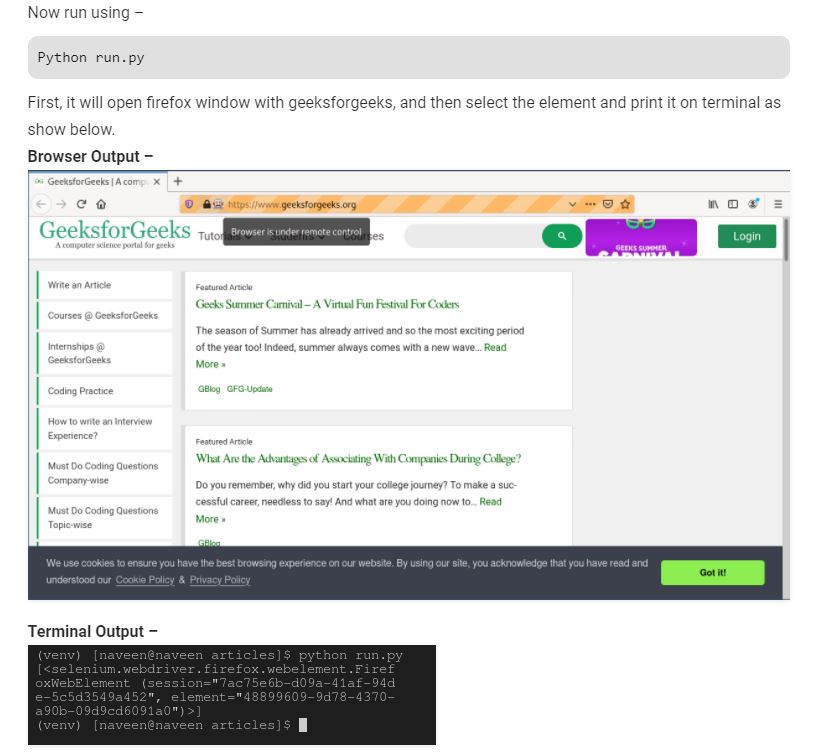 Now run using –
Python run.py
First, it will open firefox window with geeksforgeeks, and then select the element and print it on terminal as
show below.
Browser Output –
GeeksforGeeks | A comp
https://www.geeksforgeeks.org
GeeksforGeeks
A computer science portal for geeks
Tutorials Students Courses
Browser is under remote control
GEEKS SUMMER
CARNIVAL
Login
Write an Article
Courses @ GeeksforGeeks
Internships @
GeeksforGeeks
Coding Practice
How to write an Interview
Experience?
Must Do Coding Questions
Company-wise
Must Do Coding Questions
Topic-wise
Featured Article
Geeks Summer Carnival – A Virtual Fun Festival For Coders
The season of Summer has already arrived and so the most exciting period
of the year too! Indeed, summer always comes with a new wave... Read
More »
GBlog GFG-Update
Featured Article
What Are the Advantages of Associating With Companies During College?
Do you remember, why did you start your college journey? To make a suc-
cessful career, needless to say! And what are you doing now to... Read
More »
GBlog
We use cookies to ensure you have the best browsing experience on our website. By using our site, you acknowledge that you have read and
understood our Cookie Policy & Privacy Policy
Got it!
Terminal Output –
(venv) [naveen@naveen articles]$ python run.py
[<selenium.webdriver.firefox.webelement.Firef
oxWebElement (session="7ac75e6b-d09a-41af-94d
e-5c5d3549a452", element="48899609-9d78-4370-
a90b-09d9cd6091a0")>]
(venv) [naveen@naveen articles]$